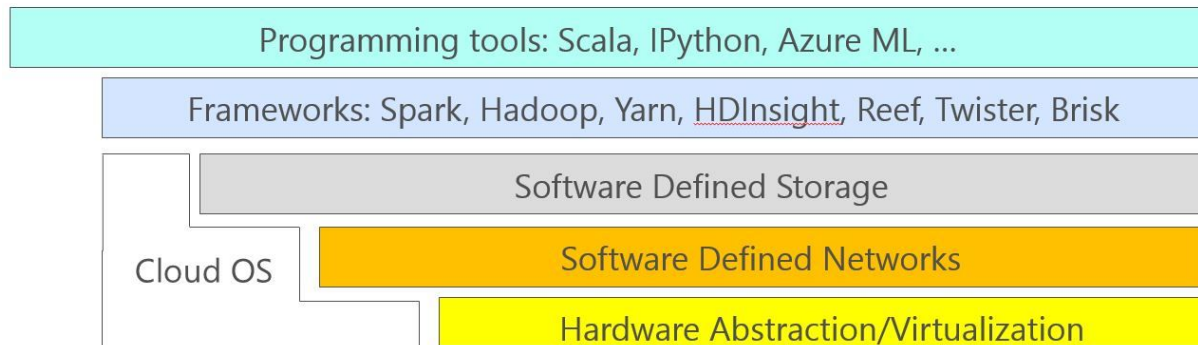 Programming tools: Scala, IPython, Azure ML, ...
Frameworks: Spark, Hadoop, Yarn, HDInsight, Reef, Twister, Brisk
Software Defined Storage
Cloud OS
Software Defined Networks
Hardware Abstraction/Virtualization